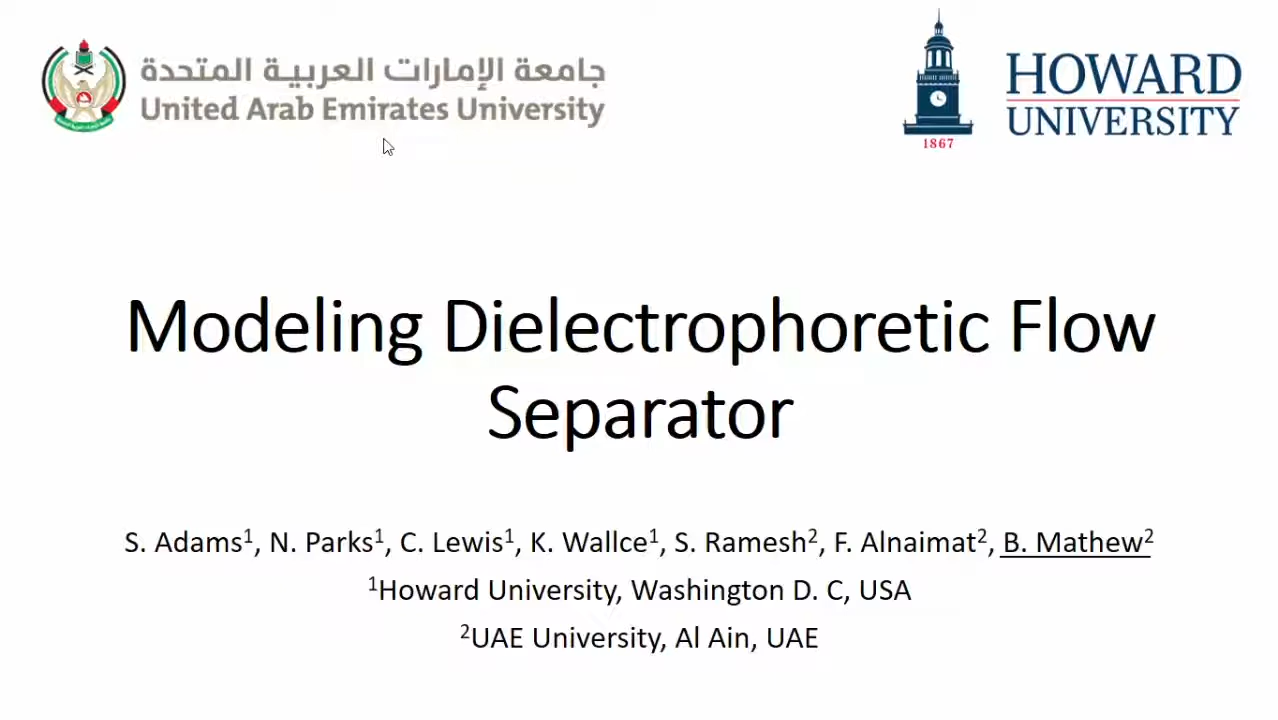 جامعة الإمارات العربية المتحدة
United Arab Emirates University
HOWARD
UNIVERSITY
1867
Modeling Dielectrophoretic Flow
Separator
S. Adams¹, N. Parks¹, C. Lewis¹, K. Wallce¹, S. Ramesh², F. Alnaimat², B. Mathew²
¹Howard University, Washington D. C, USA
²UAE University, Al Ain, UAE